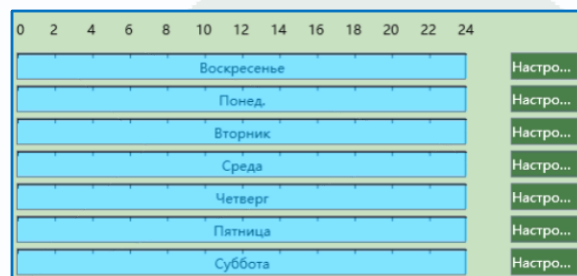 0 2 4 6 8 10 12 14 16 18 20 22 24
Воскресенье Настро...
Понед. Настро...
Вторник Настро...
Среда Настро...
Четверг Настро...
Пятница Настро...
Суббота Настро...